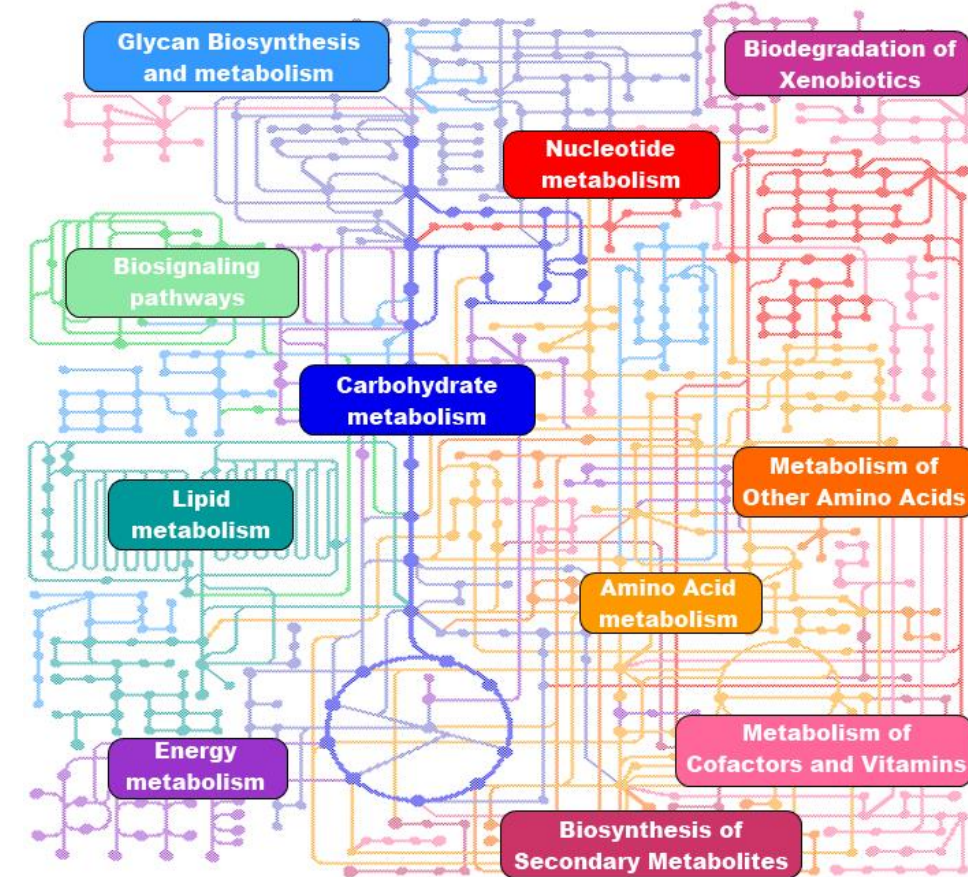 Glycan Biosynthesis
and metabolism
Biodegradation of
Xenobiotics
Nucleotide
metabolism
Biosignaling
pathways
Carbohydrate
metabolism
Metabolism of
Other Amino Acids
Lipid
metabolism
Amino Acid
metabolism
Metabolism of
Cofactors and Vitamins
Energy
metabolism
Biosynthesis of
Secondary Metabolites